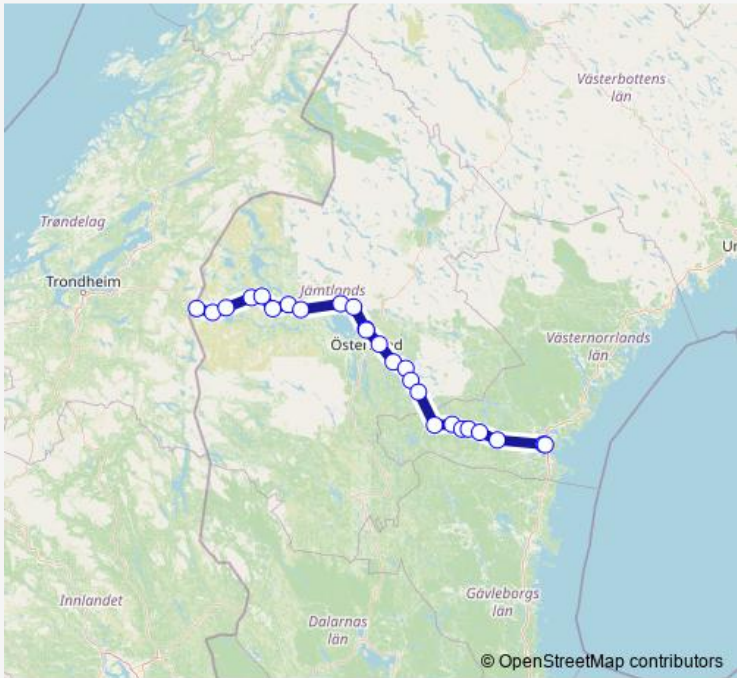 Västerbottens
län
Trøndelag
Trondheim
Jämtlands
Västernorrlands
län
Innlandet
Gävleborgs
län
Dalarnas
län
© OpenStreetMap contributors